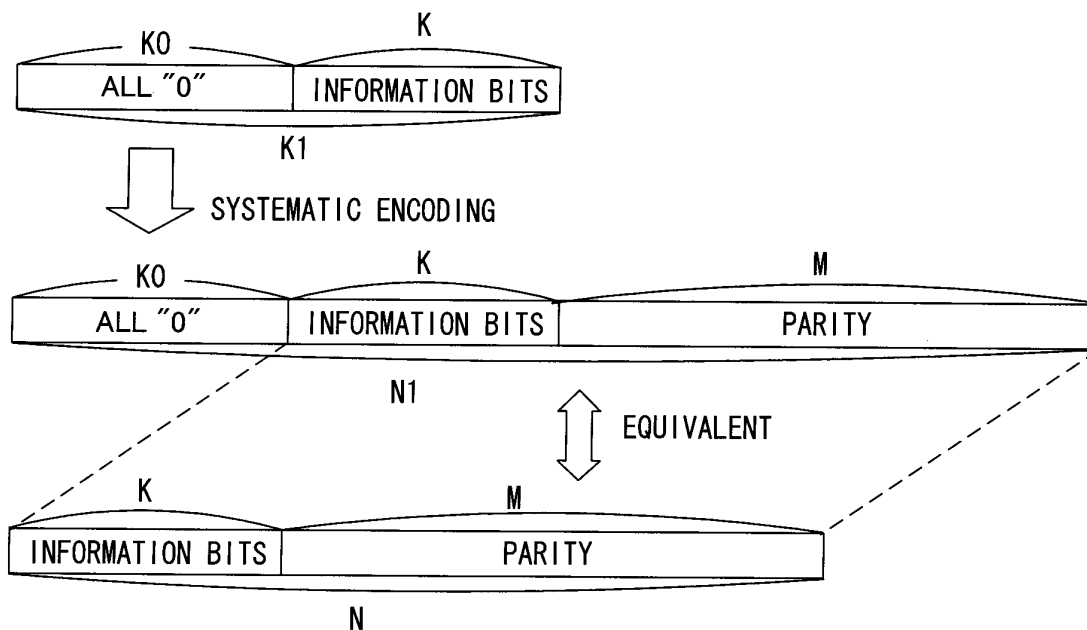 K0 K
ALL "0" INFORMATION BITS
K1
SYSTEMATIC ENCODING
K0 K M
ALL "0" INFORMATION BITS PARITY
N1
EQUIVALENT
K M
INFORMATION BITS PARITY
N